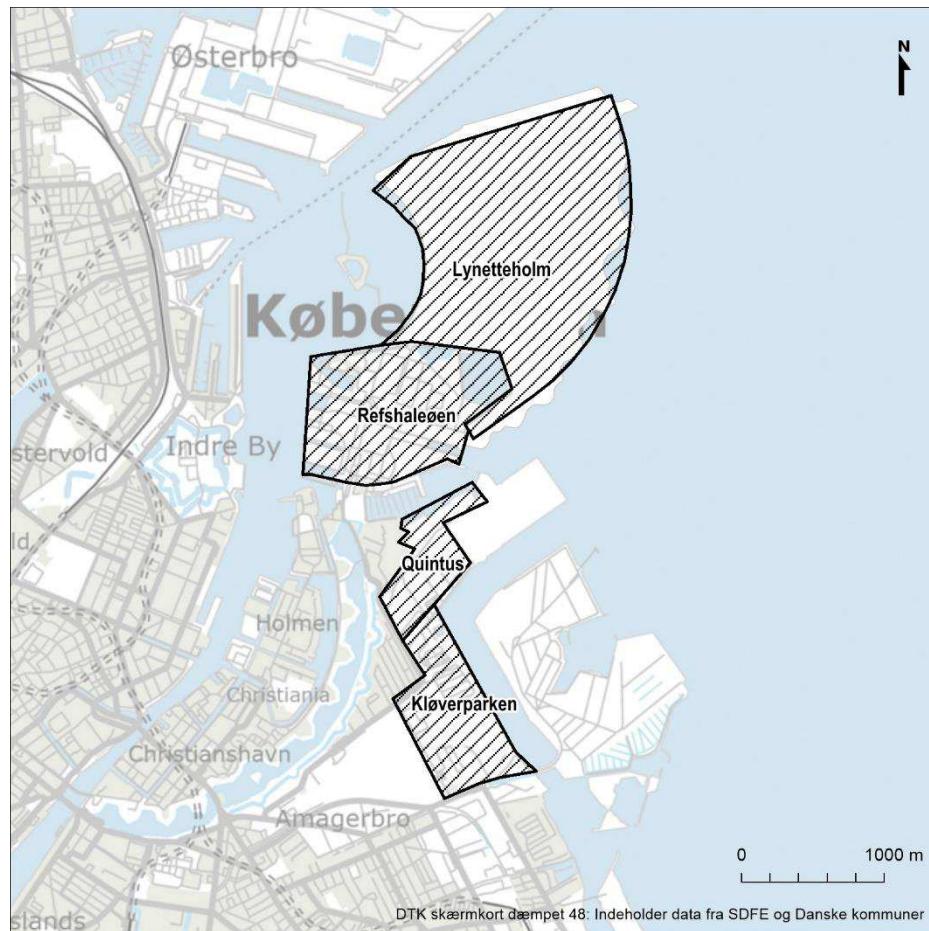 Østerbro
N
Lynetteholm
Købe n
Refshaleøen
Indre By
stervold
ld
Quintus
Holmen
Christiania
Kløverparken
Christianshavn
Amagerbro
0 1000 m
slands
DTK skærmkort dæmpet 48: Indeholder data fra SDFE og Danske kommuner